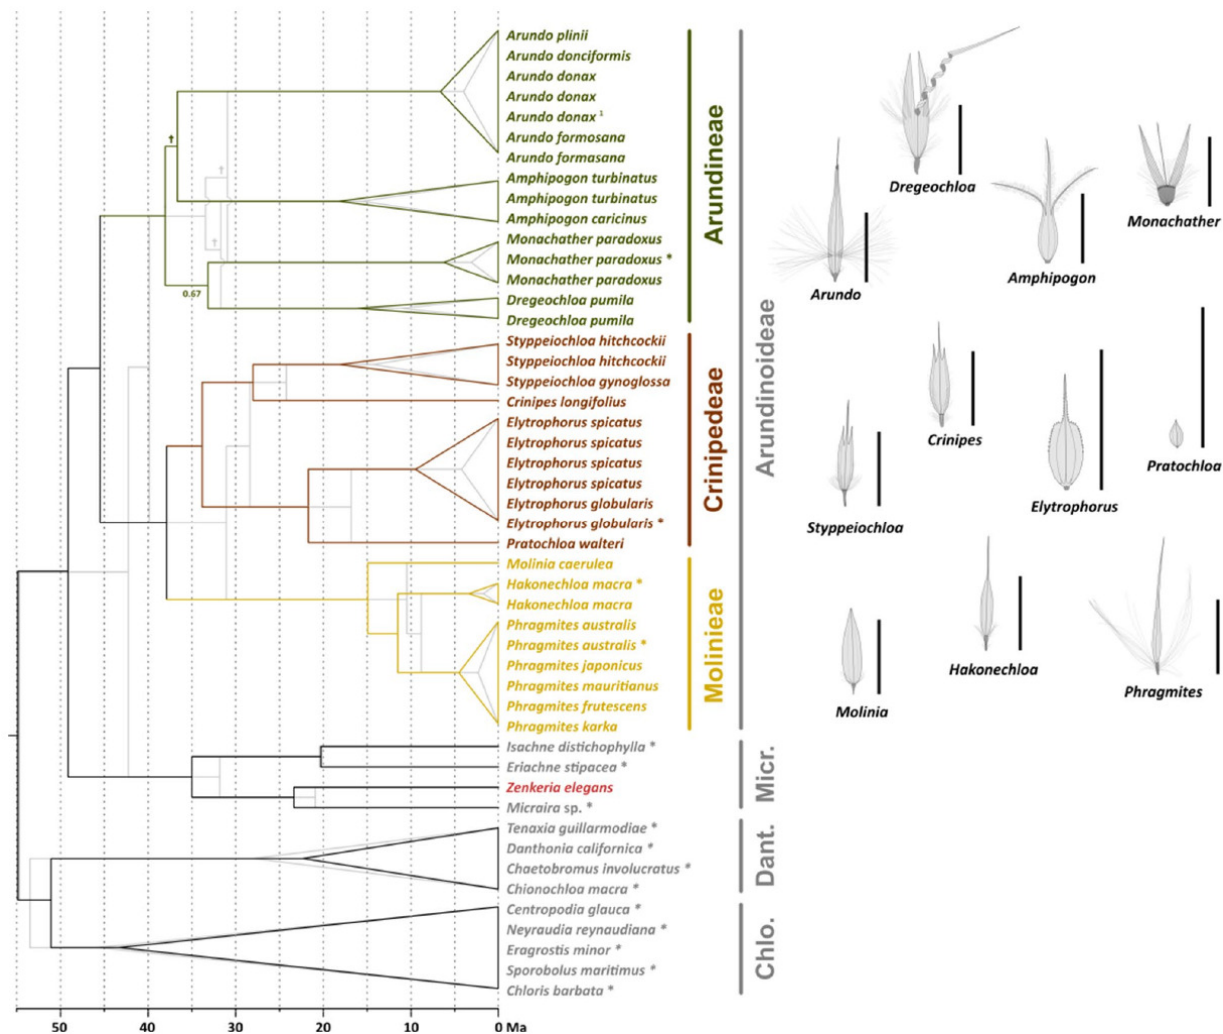 Arundo plinii
Arundo donciformis
Arundo donax
Arundo donax
Arundo donax ¹
Arundo formosana
Arundo formasana
Amphipogon turbinatus
Amphipogon turbinatus
Amphipogon caricinus
Monachather paradoxus
Monachather paradoxus *
Monachather paradoxus
Dregeochloa pumila
Dregeochloa pumila
Styppeiochloa hitchcockii
Styppeiochloa hitchcockii
Styppeiochloa gynoglossa
Crinipes longifolius
Elytrophorus spicatus
Elytrophorus spicatus
Elytrophorus spicatus
Elytrophorus spicatus
Elytrophorus globularis
Elytrophorus globularis *
Pratochloa walteri
Molinia caerulea
Hakonechloa macra *
Hakonechloa macra
Phragmites australis
Phragmites australis *
Phragmites japonicus
Phragmites mauritianus
Phragmites frutescens
Phragmites karka
Isachne distichophylla *
Eriachne stipacea *
Zenkeria elegans
Micraira sp. *
Tenaxia guillarmodiae *
Danthonia californica *
Chaetobromus involucratus *
Chionochloa macra *
Centropodia glauca *
Neyraudia reynaudiana *
Eragrostis minor *
Sporobolus maritimus *
Chloris barbata *
†
†
†
0.67
50 40 30 20 10 0 Ma
Arundineae
Crinipedeae
Molinieae
Arundinoideae
Micr.
Dant.
Chlo.
Dregeochloa
Monachather
Amphipogon
Arundo
Crinipes
Pratochloa
Elytrophorus
Styppeiochloa
Hakonechloa
Phragmites
Molinia